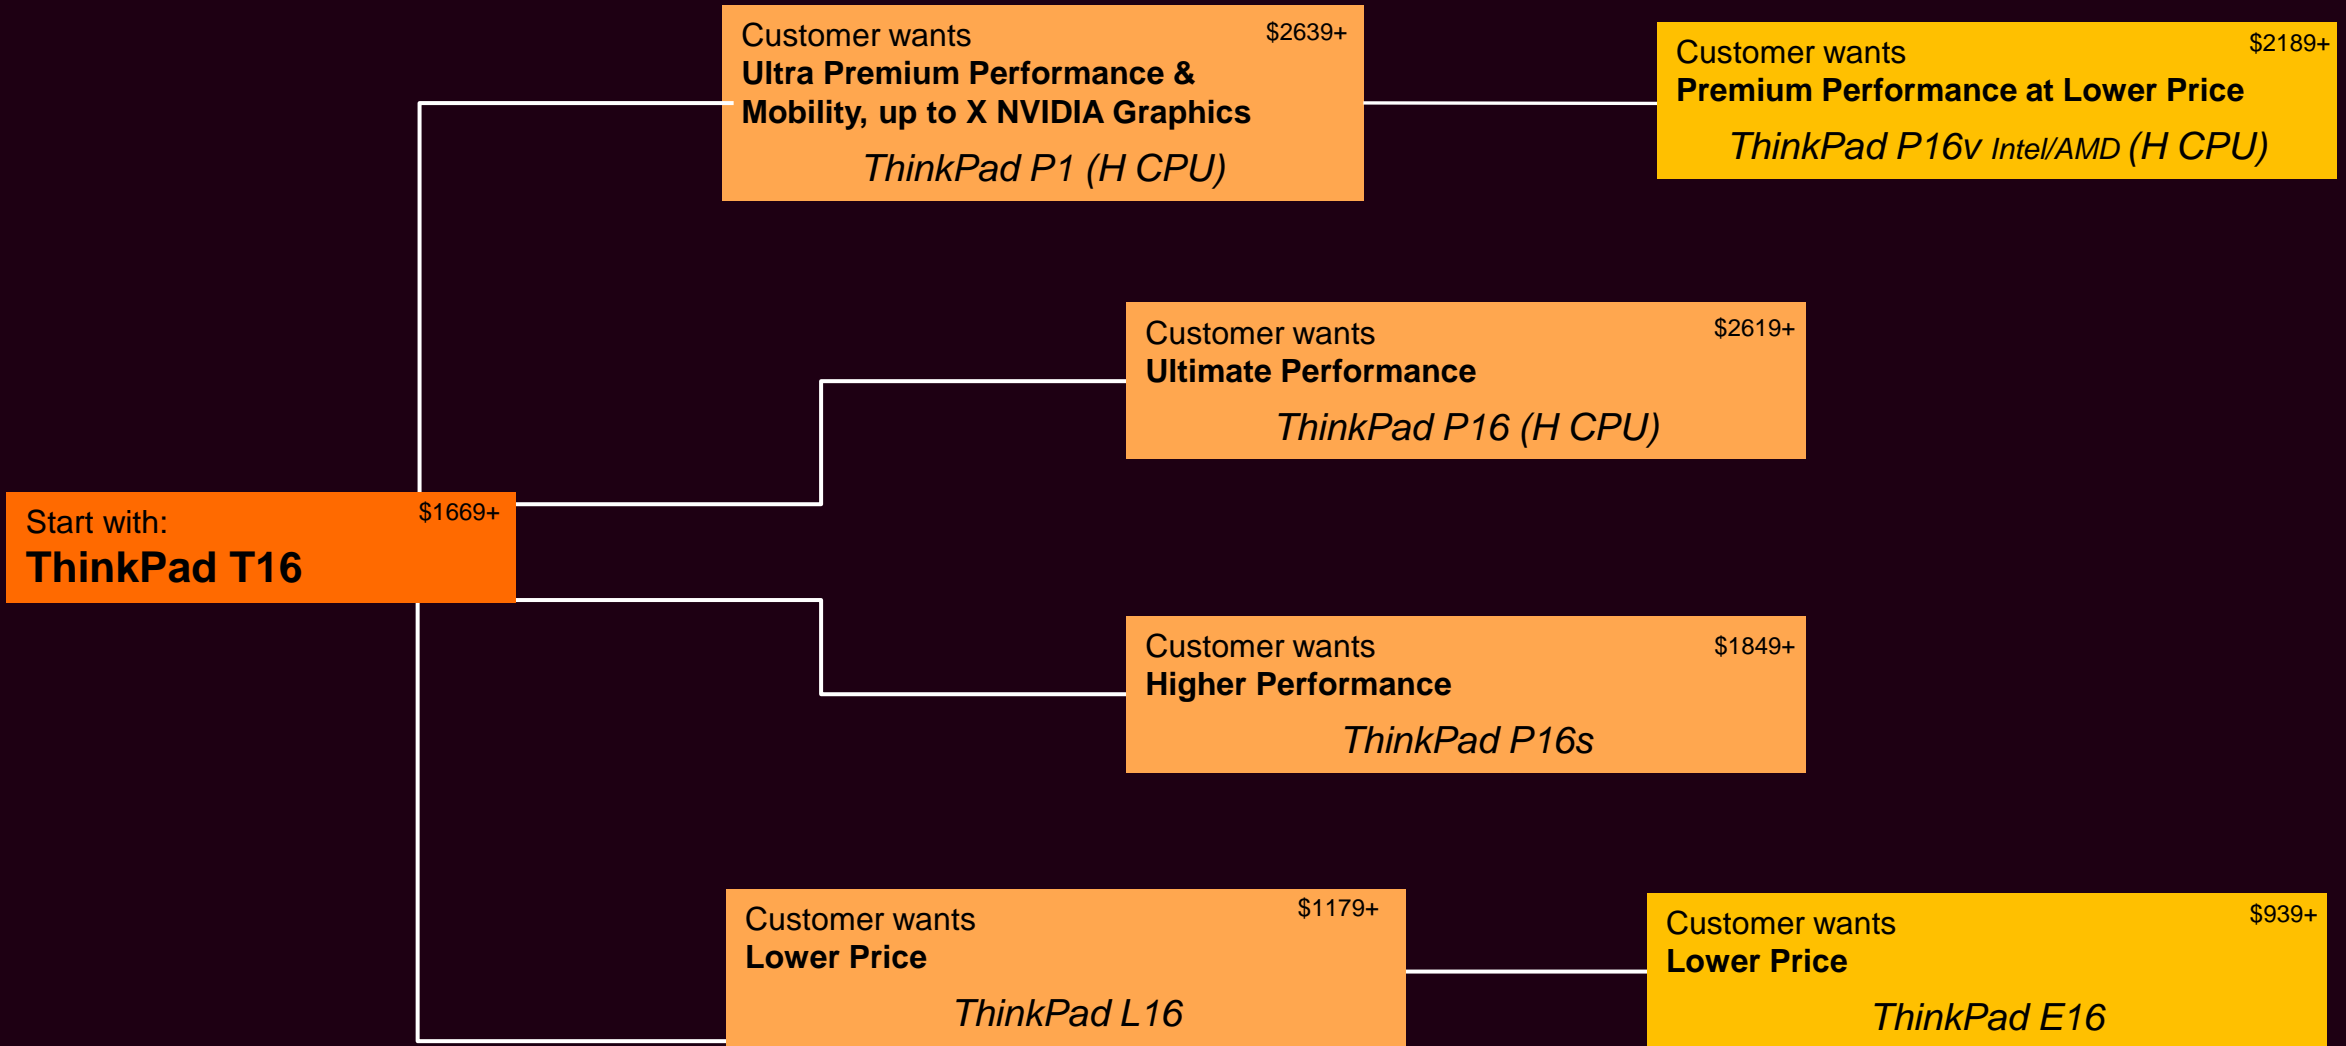 Customer wants $2639+
Ultra Premium Performance &
Mobility, up to X NVIDIA Graphics
ThinkPad P1 (H CPU)
Customer wants $2189+
Premium Performance at Lower Price
ThinkPad P16v Intel/AMD (H CPU)
Customer wants $2619+
Ultimate Performance
ThinkPad P16 (H CPU)
Start with: $1669+
ThinkPad T16
Customer wants $1849+
Higher Performance
ThinkPad P16s
Customer wants $1179+
Lower Price
ThinkPad L16
Customer wants $939+
Lower Price
ThinkPad E16